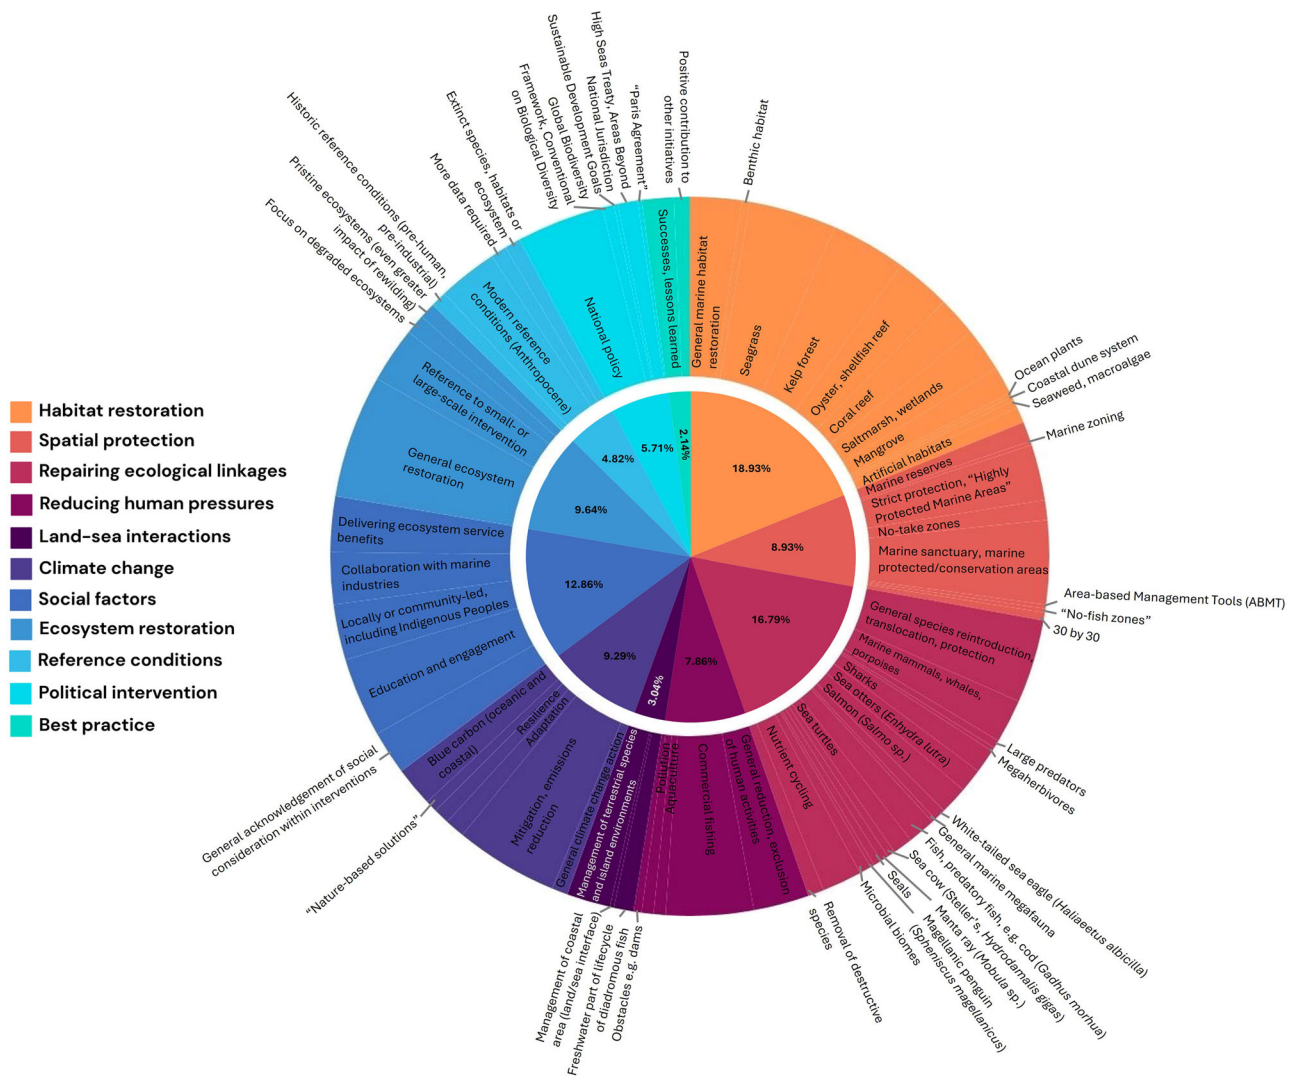 Habitat restoration
Spatial protection
Repairing ecological linkages
Reducing human pressures
Land-sea interactions
Climate change
Social factors
Ecosystem restoration
Reference conditions
Political intervention
Best practice
18.93%
8.93%
16.79%
7.86%
3.04%
9.29%
12.86%
9.64%
4.82%
5.71%
2.14%
General marine habitat
restoration
Benthic habitat
Seagrass
Kelp forest
Oyster, shellfish reef
Coral reef
Saltmarsh, wetlands
Mangrove
Ocean plants
Coastal dune system
Seaweed, macroalgae
Artificial habitats
Marine zoning
Marine reserves
Strict protection, “Highly
Protected Marine Areas”
No-take zones
Marine sanctuary, marine
protected/conservation areas
Area-based Management Tools (ABMT)
“No-fish zones”
30 by 30
General species reintroduction,
translocation, protection
Marine mammals, whales,
porpoises
Large predators
Megaherbivores
Sharks
Sea otters (Enhydra lutra)
Salmon (Salmo sp.)
White-tailed sea eagle (Haliaeetus albicilla)
General marine megafauna
Fish, predatory fish, e.g. cod (Gadhus morhua)
Sea turtles
Sea cow (Steller’s, Hydrodamalis gigas)
Manta ray (Mobula sp.)
Seals
Magellanic penguin
(Spheniscus magellanicus)
Microbial biomes
Nutrient cycling
Removal of destructive
species
General reduction, exclusion
of human activities
Commercial fishing
Aquaculture
Pollution
Obstacles e.g. dams
Freshwater part of lifecycle
of diadromous fish
Management of coastal
area (land/sea interface)
Management of terrestrial species
and island environments
General climate change action
Mitigation, emissions
reduction
Adaptation
Resilience
“Nature-based solutions”
Blue carbon (oceanic and
coastal)
General acknowledgement of social
consideration within interventions
Education and engagement
Locally or community-led,
including Indigenous Peoples
Collaboration with marine
industries
Delivering ecosystem service
benefits
General ecosystem
restoration
Reference to small- or
large-scale intervention
Focus on degraded ecosystems
Pristine ecosystems (even greater
impact of rewilding)
Historic reference conditions (pre-human,
pre-industrial)
Modern reference
conditions (Anthropocene)
More data required
Extinct species, habitats or
ecosystem
National policy
Framework, Conventional
on Biological Diversity
Global Biodiversity
Sustainable Development Goals
High Seas Treaty, Areas Beyond
National Jurisdiction
“Paris Agreement”
Successes, lessons learned
Positive contribution to
other initiatives